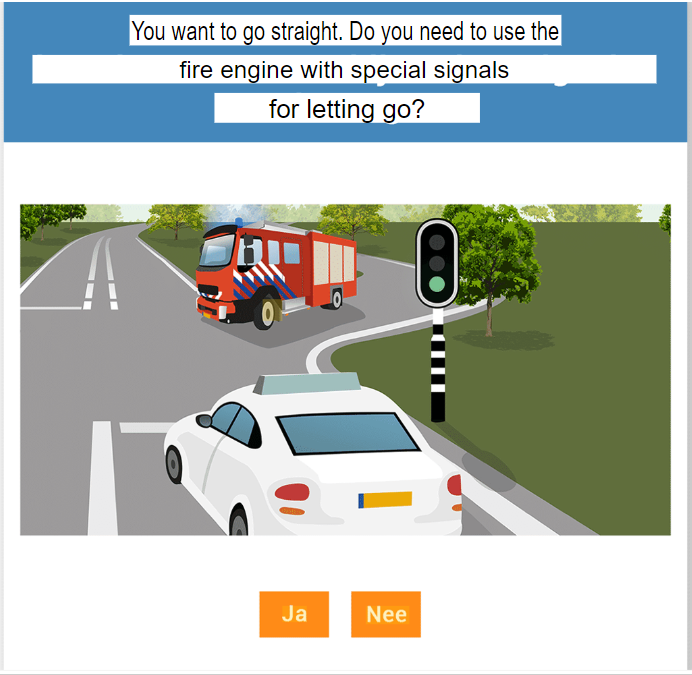 You want to go straight. Do you need to use the
fire engine with special signals
for letting go?
Ja
Nee